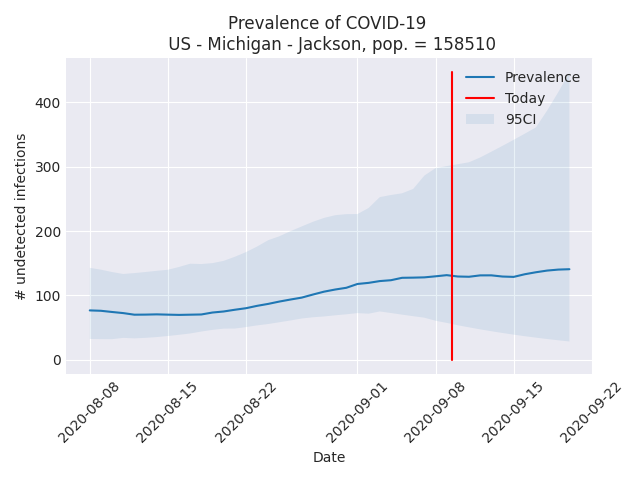 Prevalence of COVID-19
US - Michigan - Jackson, pop. = 158510
Prevalence
Today
95CI
# undetected infections
400
300
200
100
0
2020-08-08
2020-08-15
2020-08-22
2020-09-01
2020-09-08
2020-09-15
2020-09-22
Date